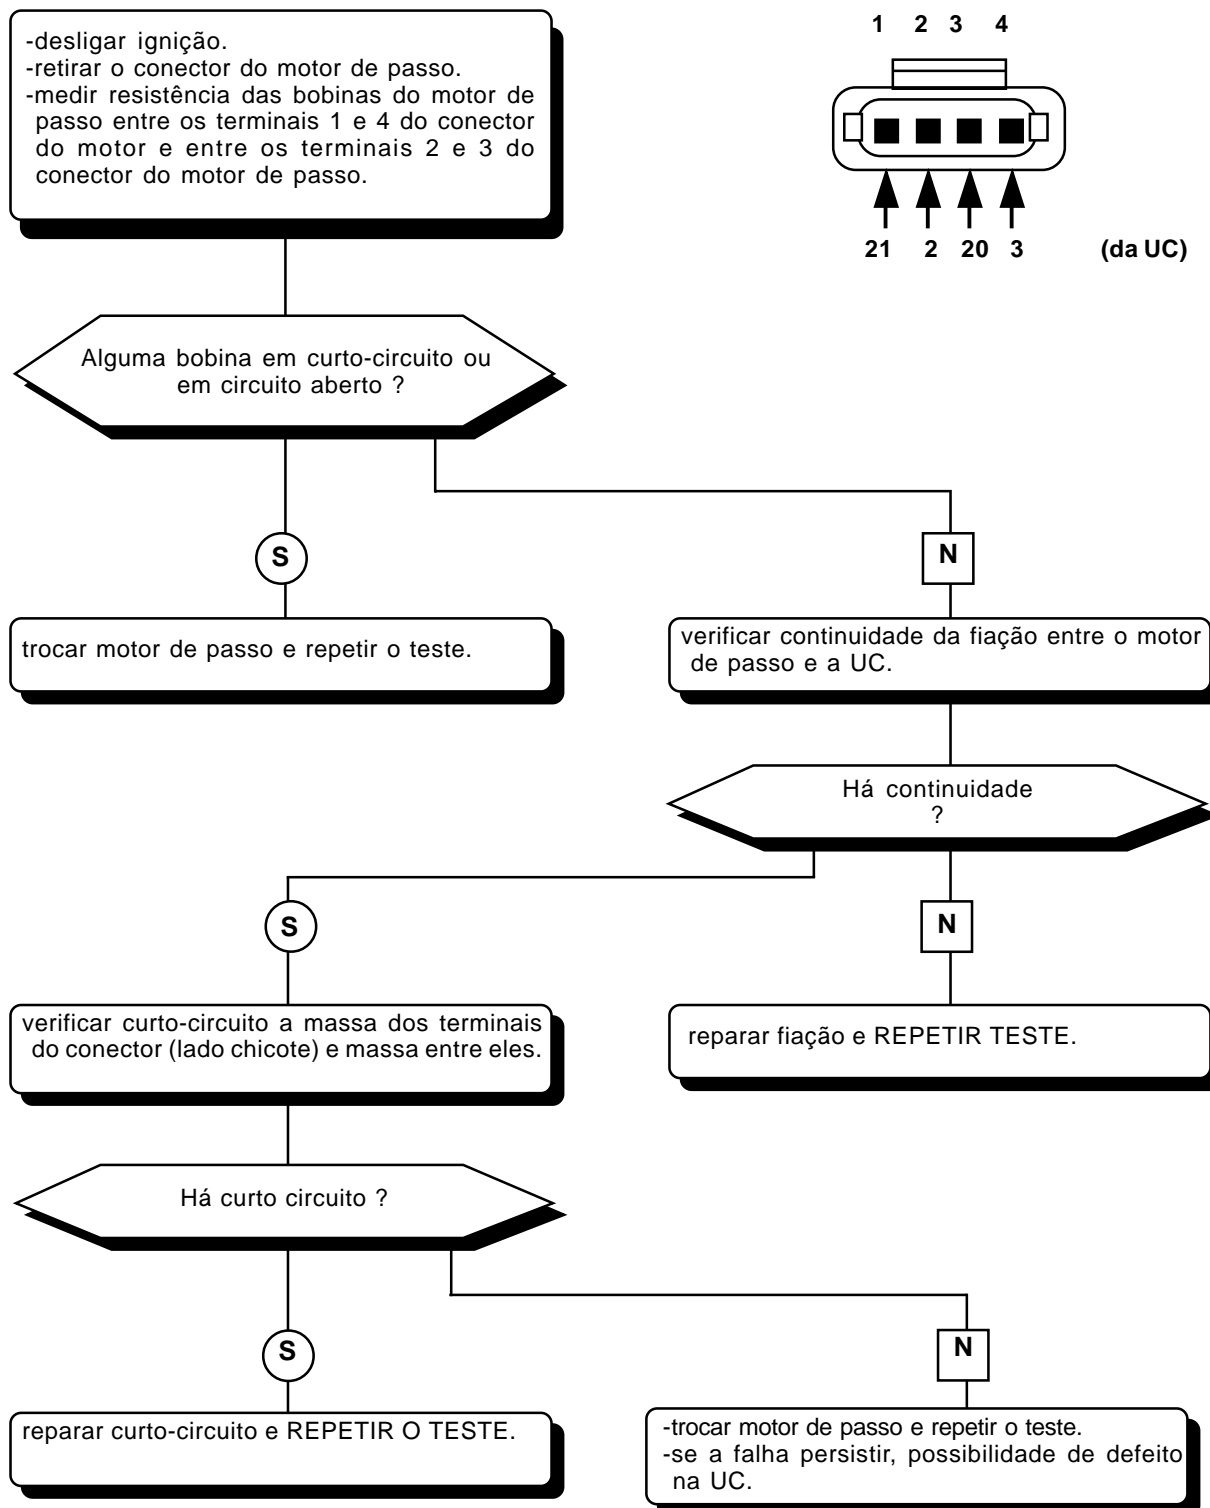 -desligar ignição.
-retirar o conector do motor de passo.
-medir resistência das bobinas do motor de
passo entre os terminais 1 e 4 do conector
do motor e entre os terminais 2 e 3 do
conector do motor de passo.
1 2 3 4
21 2 20 3 (da UC)
Alguma bobina em curto-circuito ou
em circuito aberto ?
S
N
trocar motor de passo e repetir o teste.
verificar continuidade da fiação entre o motor
de passo e a UC.
Há continuidade
?
S
N
verificar curto-circuito a massa dos terminais
do conector (lado chicote) e massa entre eles.
reparar fiação e REPETIR TESTE.
Há curto circuito ?
S
N
reparar curto-circuito e REPETIR O TESTE.
-trocar motor de passo e repetir o teste.
-se a falha persistir, possibilidade de defeito
na UC.